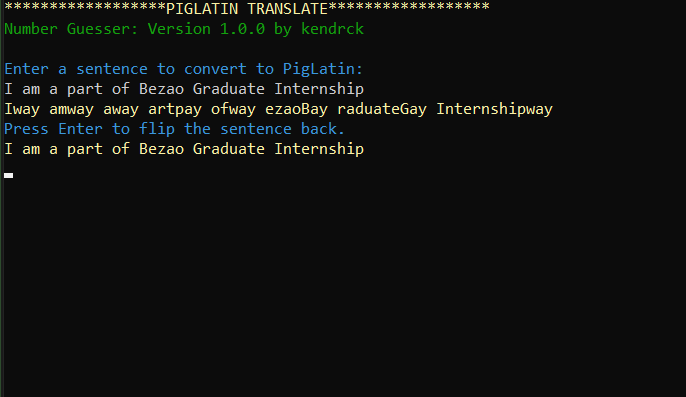 ******************PIGLATIN TRANSLATE******************
Number Guesser: Version 1.0.0 by kendrck
Enter a sentence to convert to PigLatin:
I am a part of Bezao Graduate Internship
Iway amway away artpay ofway ezaoBay raduateGay Internshipway
Press Enter to flip the sentence back.
I am a part of Bezao Graduate Internship